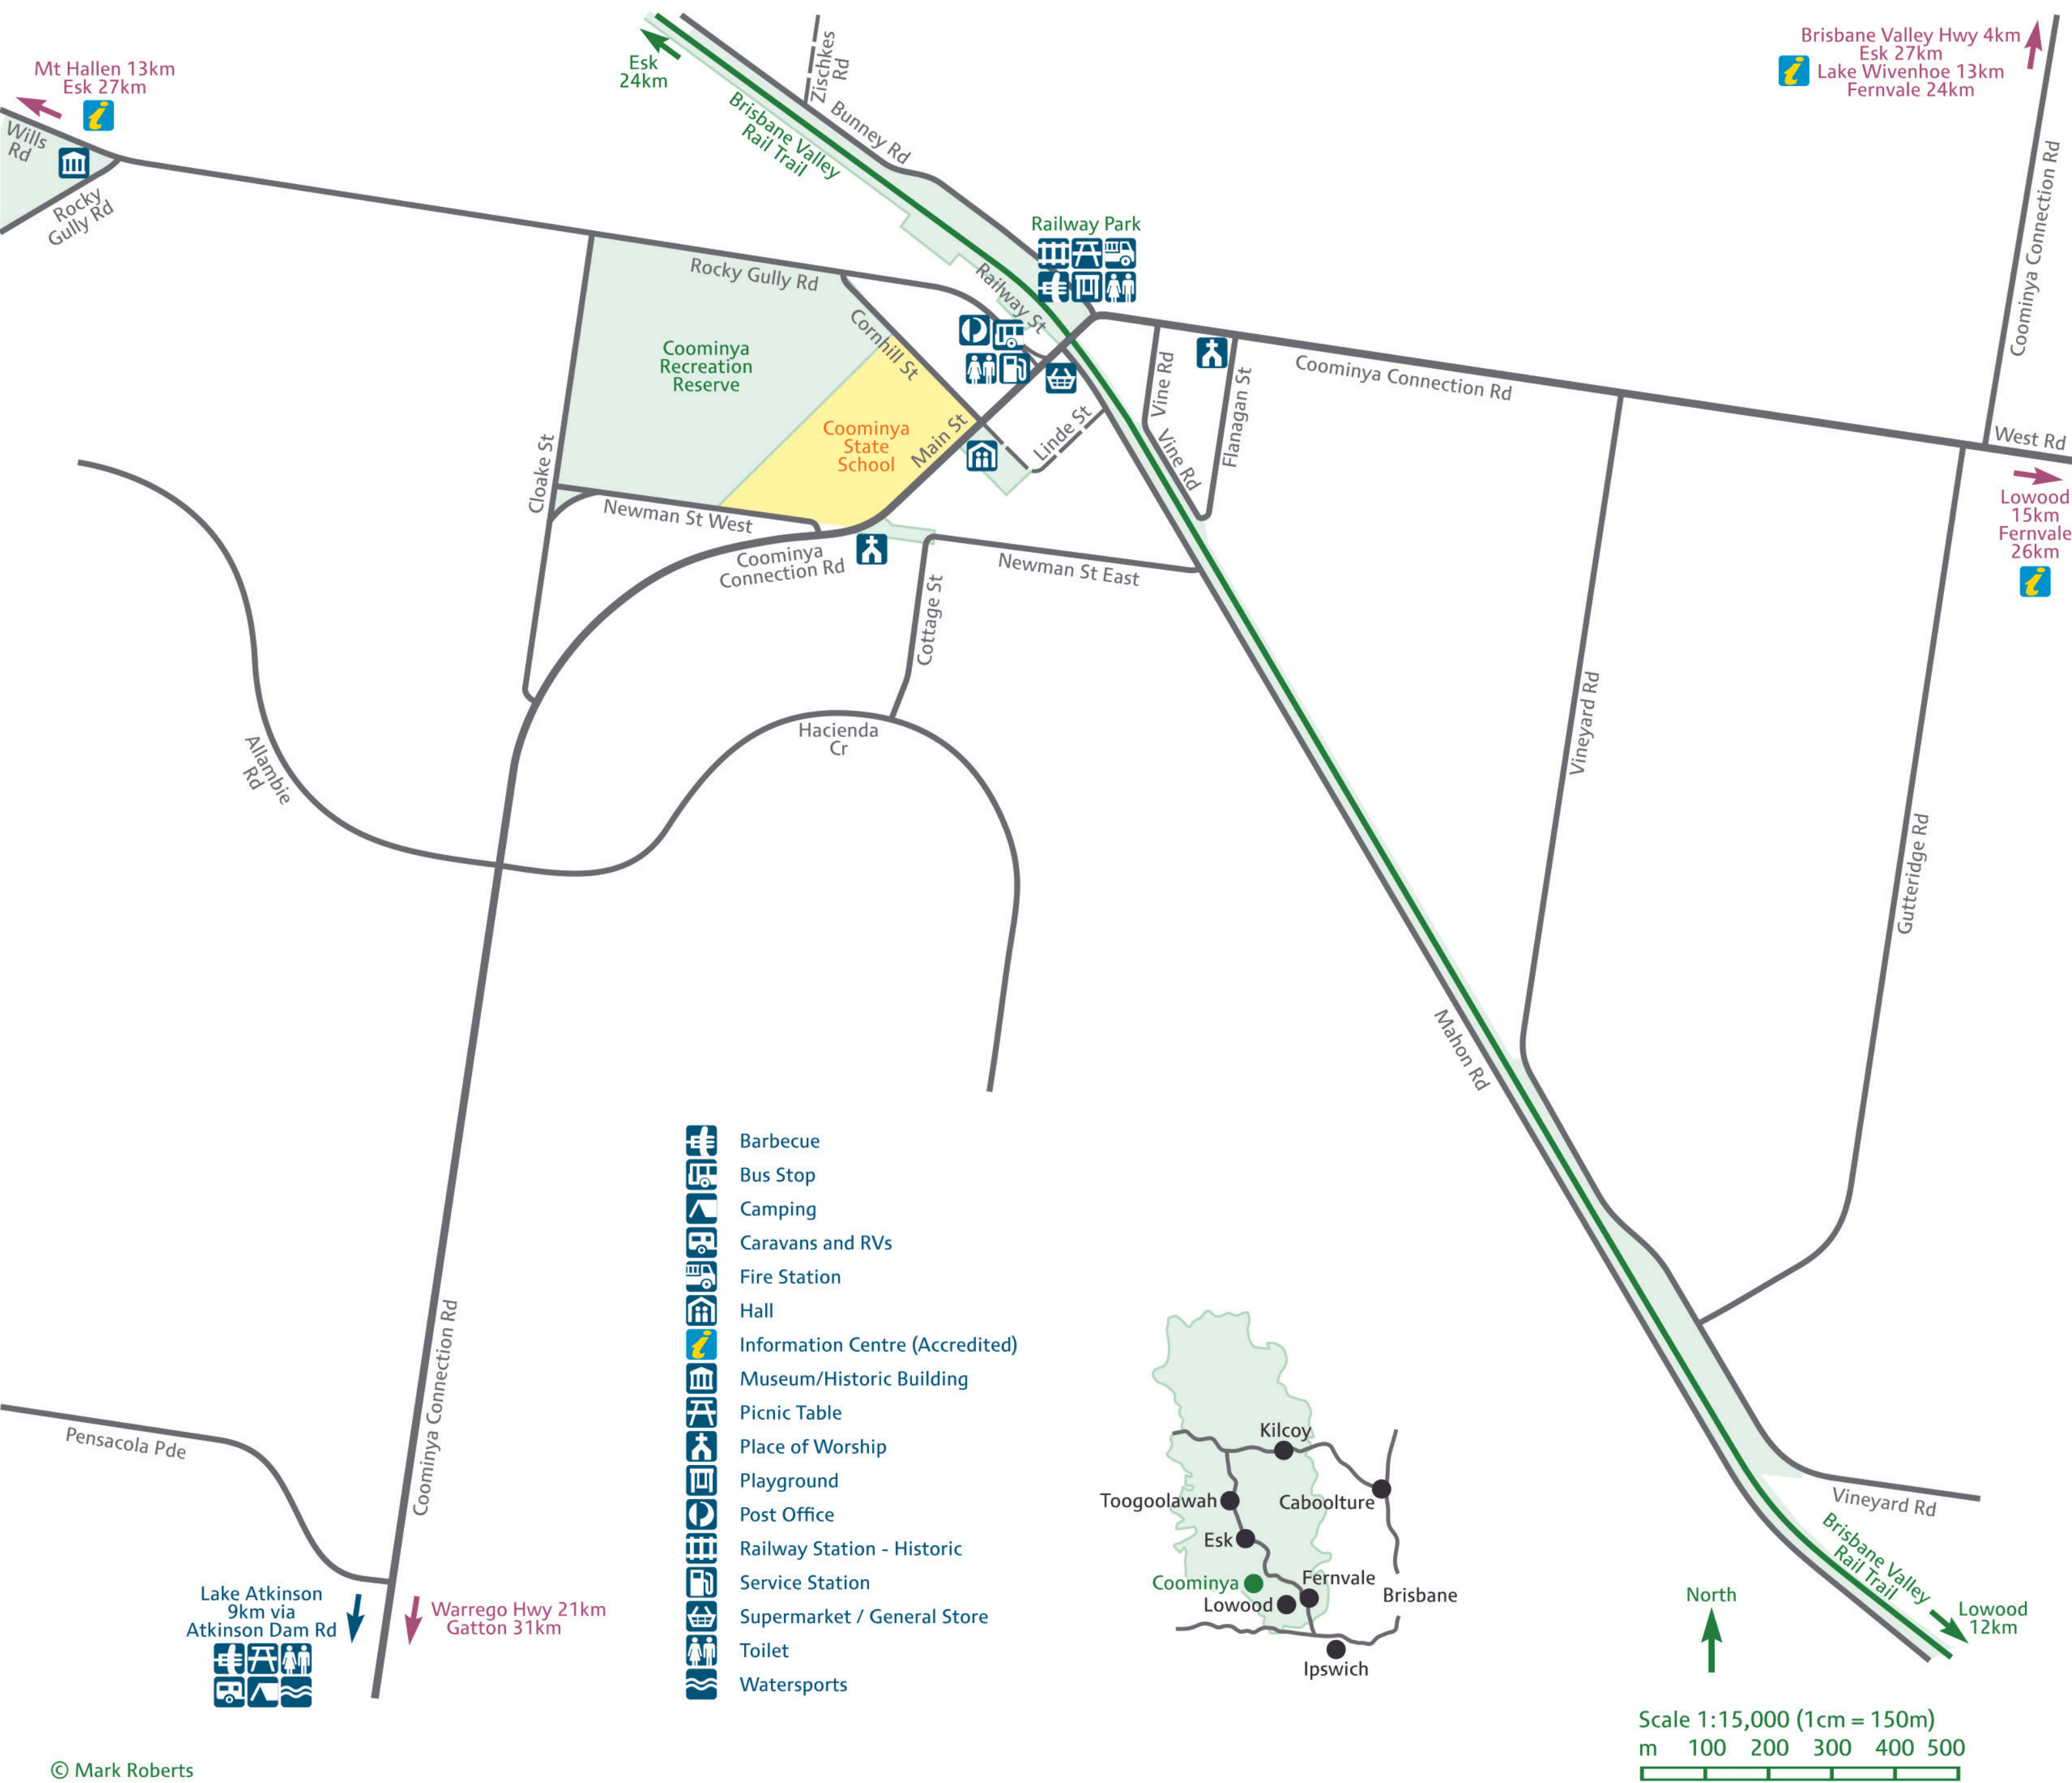 Mt Hallen 13km
Esk 27km
Wills
Rd
Rocky
Gully Rd
Esk
24km
Brisbane Valley
Rail Trail
Zischkes
Rd
Bunney Rd
Brisbane Valley Hwy 4km
Esk 27km
Lake Wivenhoe 13km
Fernvale 24km
Coominya Connection Rd
Railway Park
Rocky Gully Rd
Railway St
Cornhill St
Coominya
Recreation
Reserve
Coominya
State
School
Main St
Linde St
Vine Rd
Vine Rd
Flanagan St
Coominya Connection Rd
West Rd
Lowood
15km
Fernvale
26km
Cloake St
Newman St West
Coominya
Connection Rd
Newman St East
Cottage St
Hacienda
Cr
Allambie
Rd
Vineyard Rd
Gutteridge Rd
Mahon Rd
Coominya Connection Rd
Pensacola Pde
Lake Atkinson
9km via
Atkinson Dam Rd
Warrego Hwy 21km
Gatton 31km
Barbecue
Bus Stop
Camping
Caravans and RVs
Fire Station
Hall
Information Centre (Accredited)
Museum/Historic Building
Picnic Table
Place of Worship
Playground
Post Office
Railway Station - Historic
Service Station
Supermarket / General Store
Toilet
Watersports
Kilcoy
Toogoolawah
Caboolture
Esk
Coominya
Fernvale
Lowood
Brisbane
Ipswich
Vineyard Rd
Brisbane Valley
Rail Trail
Lowood
12km
North
Scale 1:15,000 (1cm = 150m)
m 100 200 300 400 500
© Mark Roberts